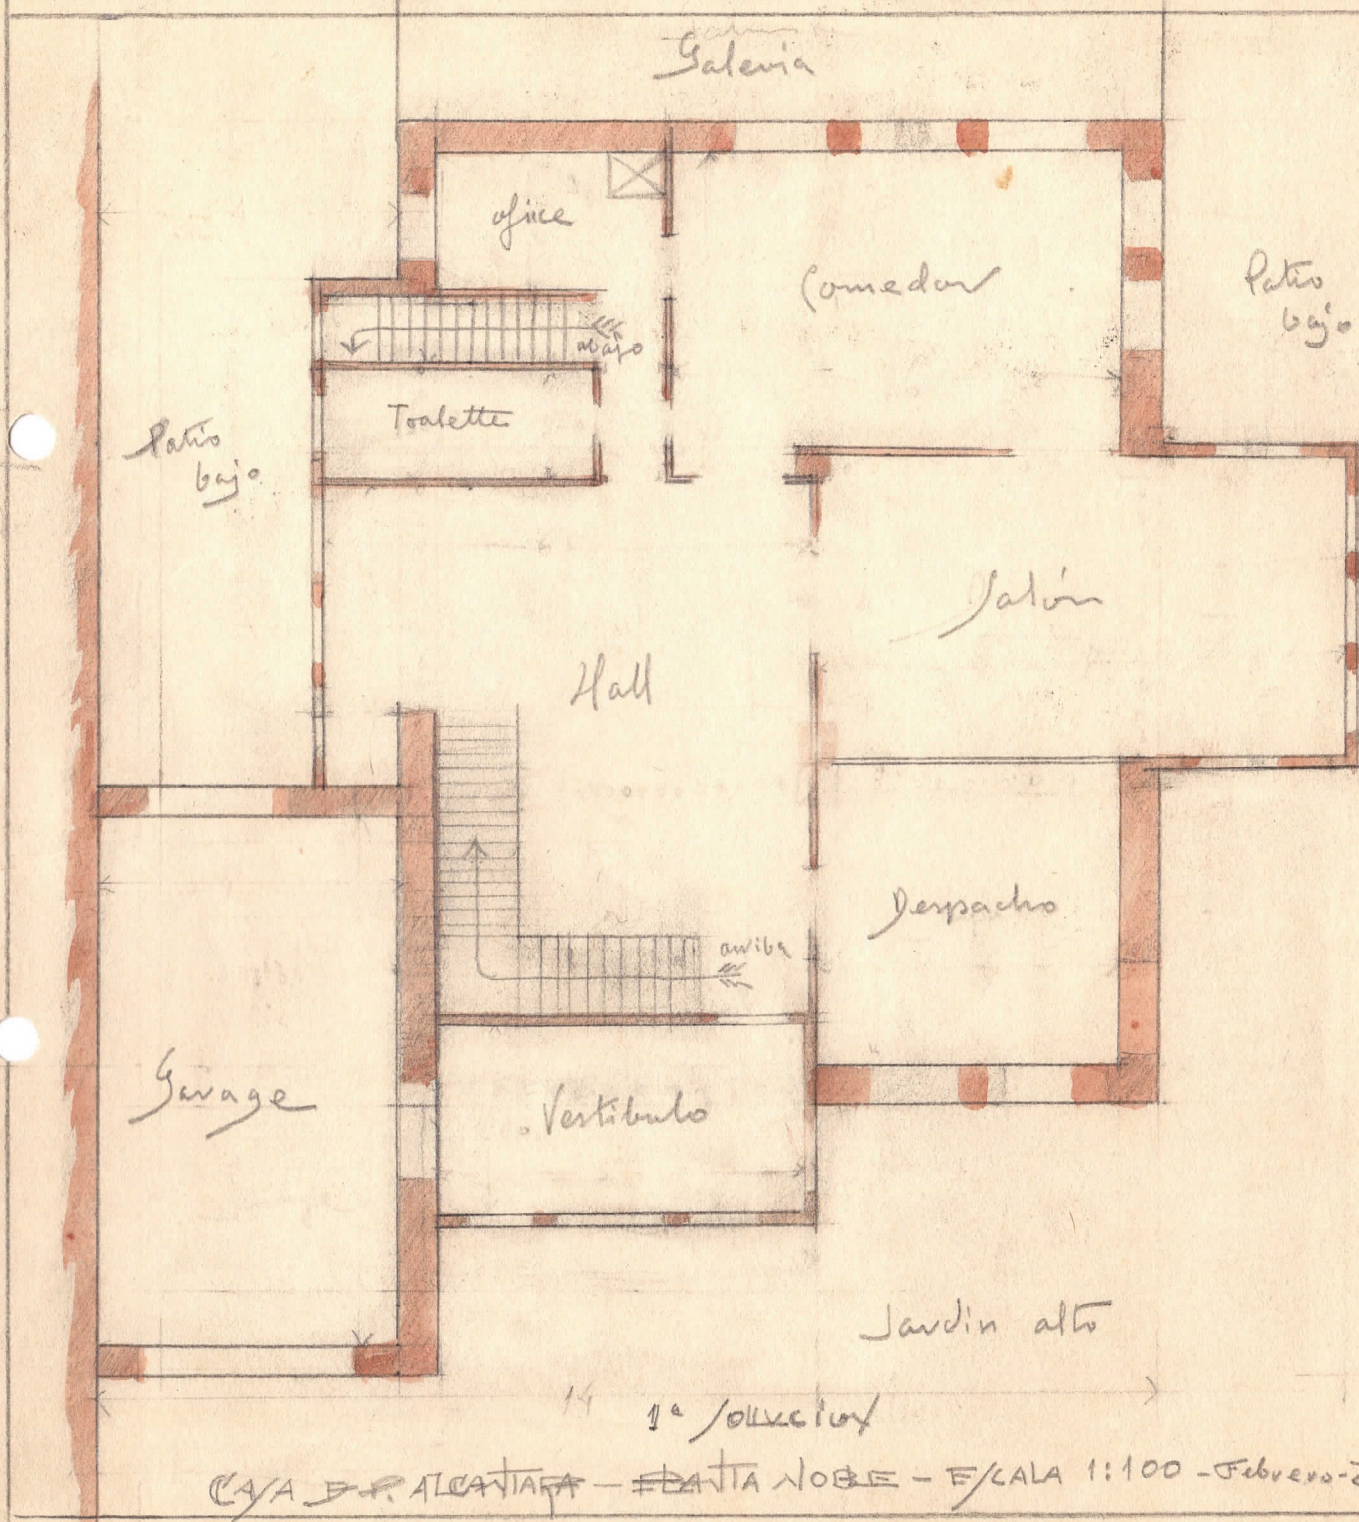 Galeria
ofice
Comedor
Patio
bajo
abajo
Toalette
Patio
bajo
Salón
Hall
Despacho
arriba
Garage
Vestibulo
Jardin alto
14
1ª SOLUCION
CASA ALCANTARA - PLANTA NOBLE - ESCALA 1:100 - Febrero-